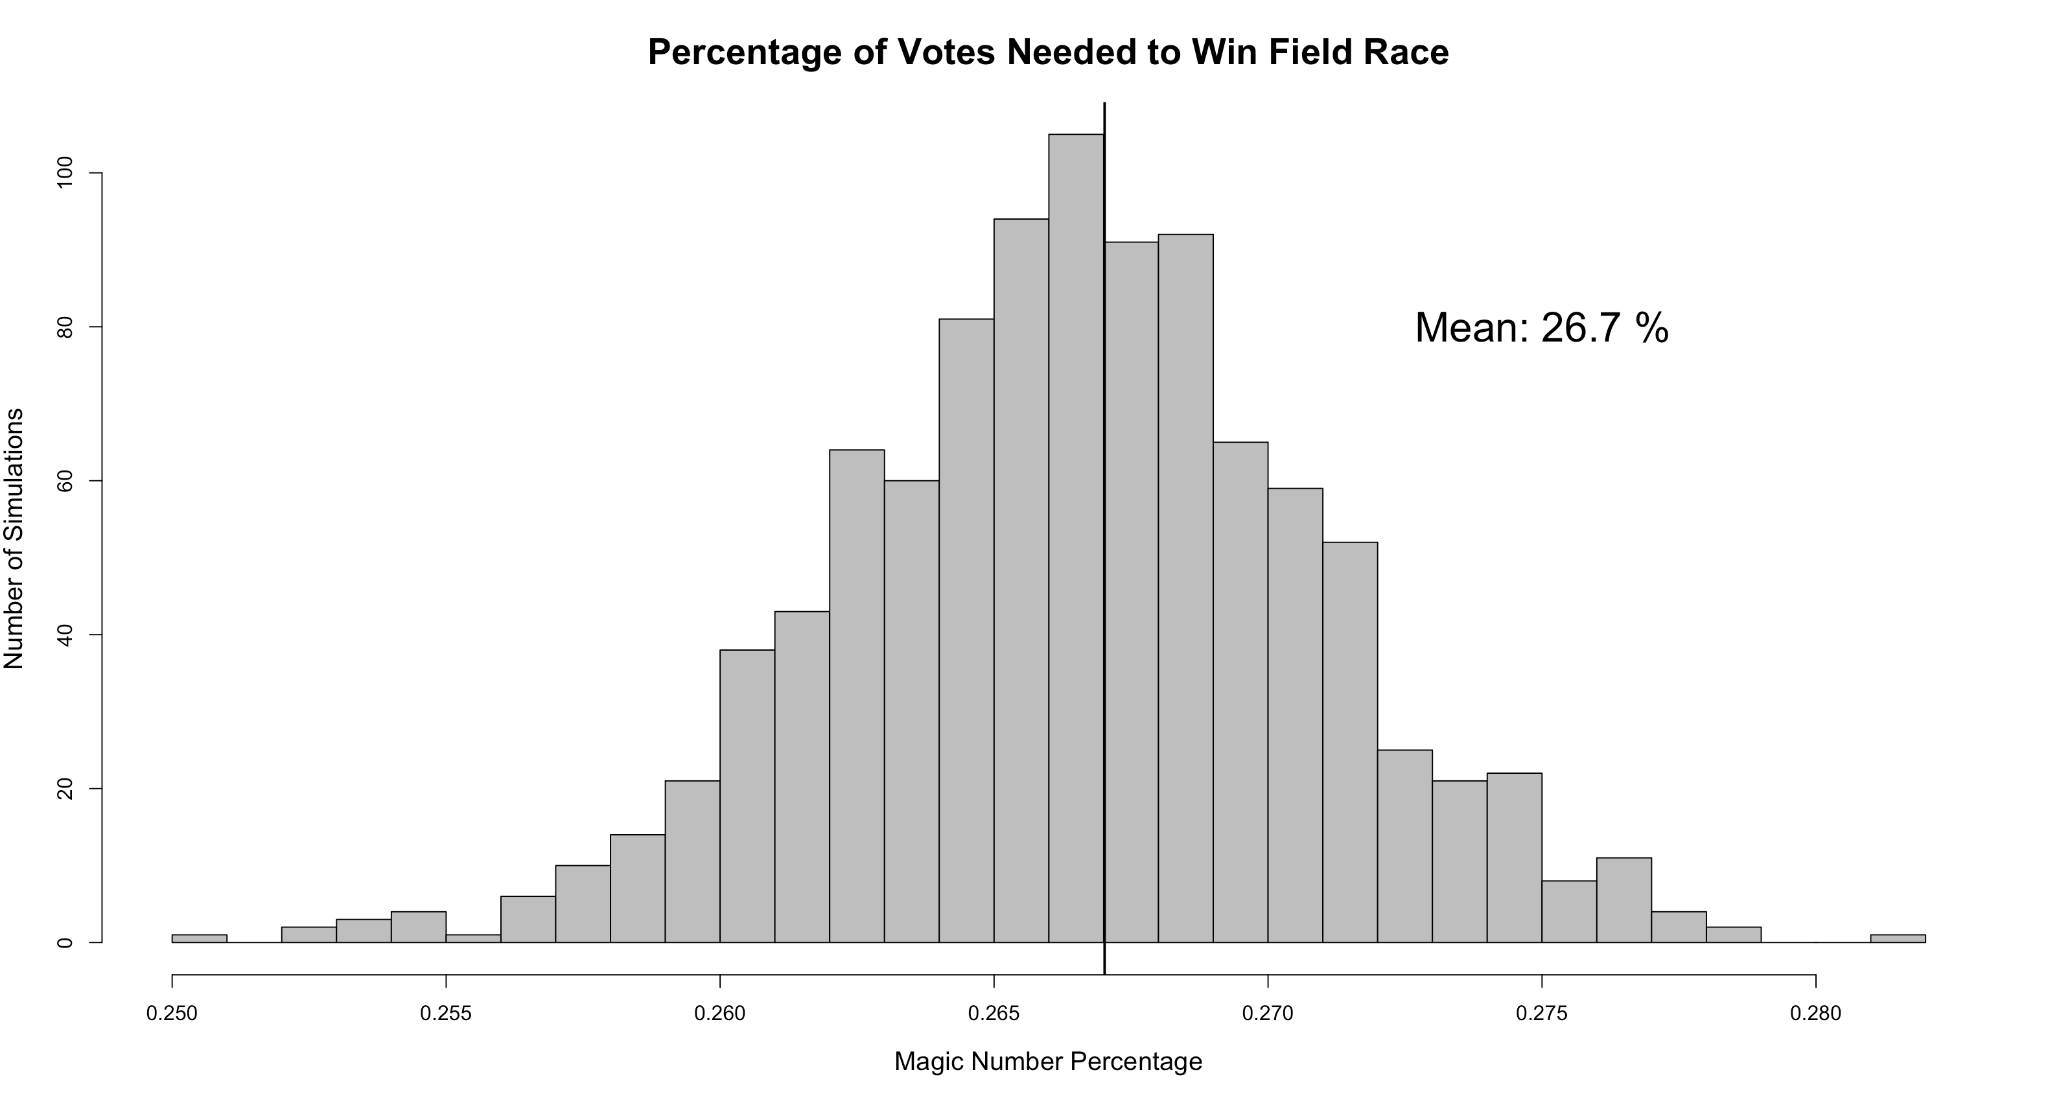 Percentage of Votes Needed to Win Field Race
Number of Simulations
100
80
60
40
20
0
Mean: 26.7 %
0.250 0.255 0.260 0.265 0.270 0.275 0.280
Magic Number Percentage